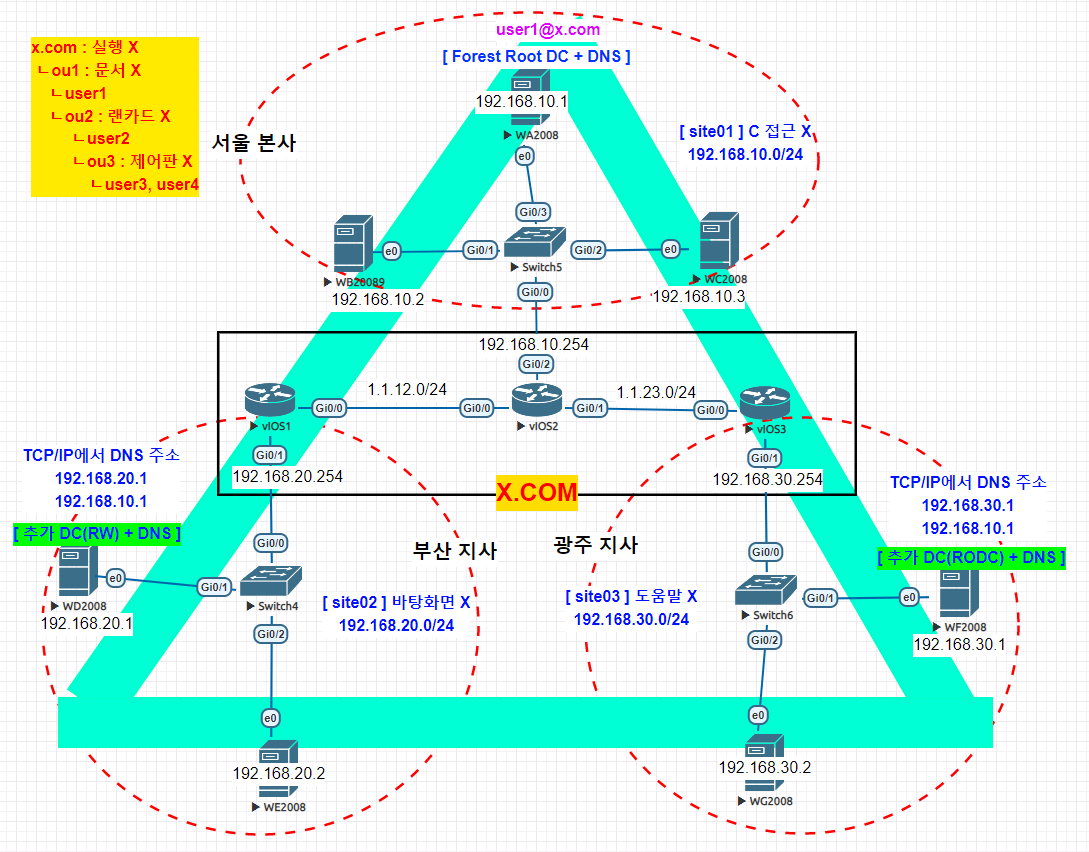 user1@x.com
[ Forest Root DC + DNS ]
x.com : 실행 X
ㄴou1 : 문서 X
ㄴuser1
ㄴou2 : 랜카드 X
ㄴuser2
ㄴou3 : 제어판 X
ㄴuser3, user4
서울 본사
192.168.10.1
WA2008
e0
[ site01 ] C 접근 X
192.168.10.0/24
Gi0/3
e0
Gi0/1
Gi0/2
e0
Switch5
WB20089
WC2008
Gi0/0
192.168.10.2
192.168.10.3
192.168.10.254
Gi0/2
1.1.12.0/24
1.1.23.0/24
Gi0/0
Gi0/0
Gi0/1
Gi0/0
vIOS1
vIOS2
vIOS3
Gi0/1
Gi0/1
192.168.20.254
192.168.30.254
X.COM
TCP/IP에서 DNS 주소
192.168.20.1
192.168.10.1
[ 추가 DC(RW) + DNS ]
TCP/IP에서 DNS 주소
192.168.30.1
192.168.10.1
[ 추가 DC(RODC) + DNS ]
부산 지사
광주 지사
Gi0/0
e0
Gi0/1
WD2008
Switch4
192.168.20.1
[ site02 ] 바탕화면 X
192.168.20.0/24
Gi0/2
e0
192.168.20.2
WE2008
Gi0/0
[ site03 ] 도움말 X
192.168.30.0/24
Gi0/1
e0
Switch6
WF2008
192.168.30.1
Gi0/2
e0
192.168.30.2
WG2008